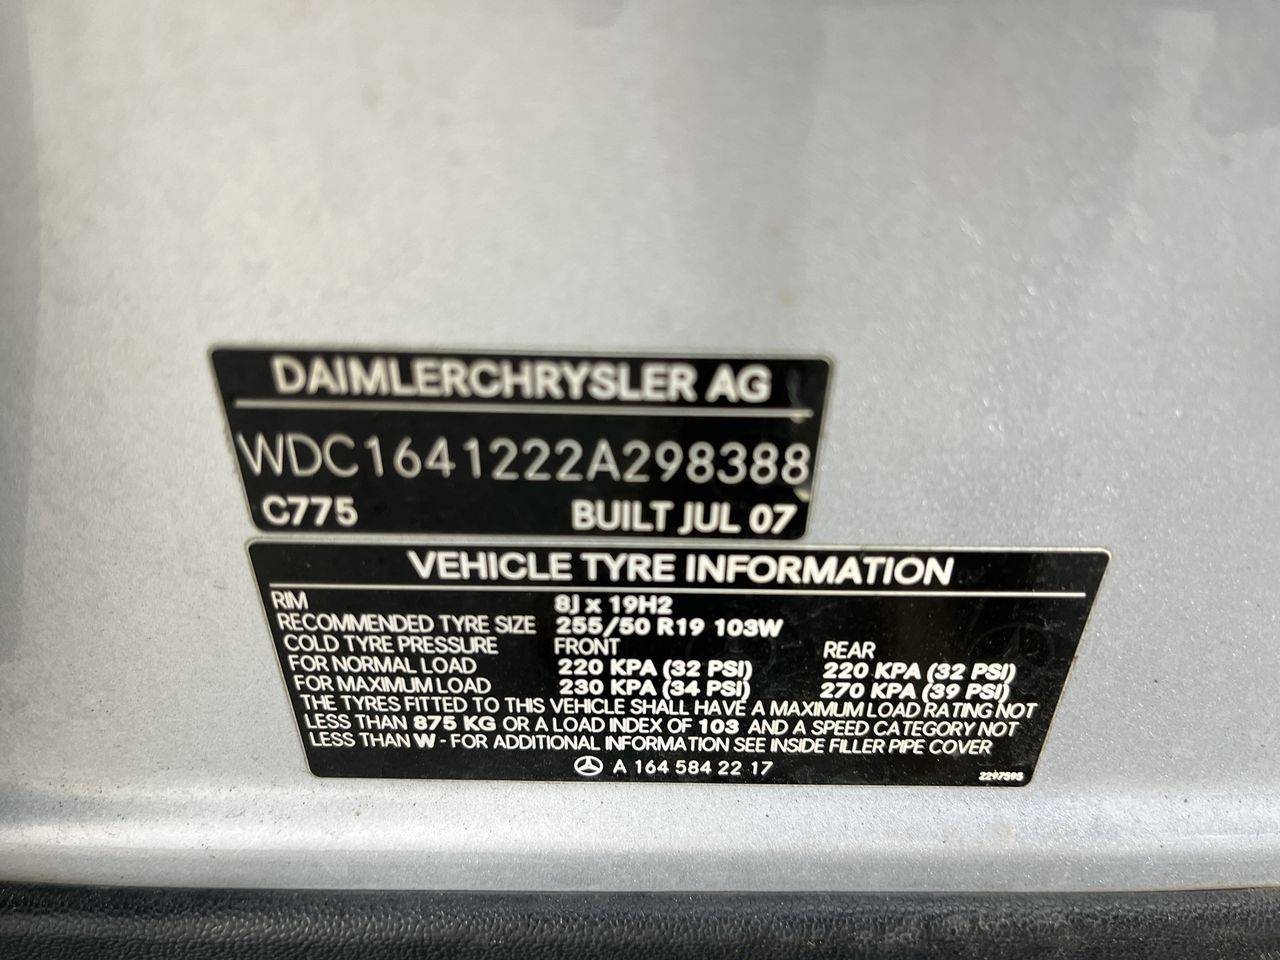 DAIMLERCHRYSLER AG
WDC1641222A298388
C775 BUILT JUL 07
VEHICLE TYRE INFORMATION
RIM 8J x 19H2
RECOMMENDED TYRE SIZE 255/50 R19 103W
COLD TYRE PRESSURE FRONT REAR
FOR NORMAL LOAD 220 KPA (32 PSI) 220 KPA (32 PSI)
FOR MAXIMUM LOAD 230 KPA (34 PSI) 270 KPA (39 PSI)
THE TYRES FITTED TO THIS VEHICLE SHALL HAVE A MAXIMUM LOAD RATING NOT
LESS THAN 875 KG OR A LOAD INDEX OF 103 AND A SPEED CATEGORY NOT
LESS THAN W - FOR ADDITIONAL INFORMATION SEE INSIDE FILLER PIPE COVER
A 164 584 22 17
2297595